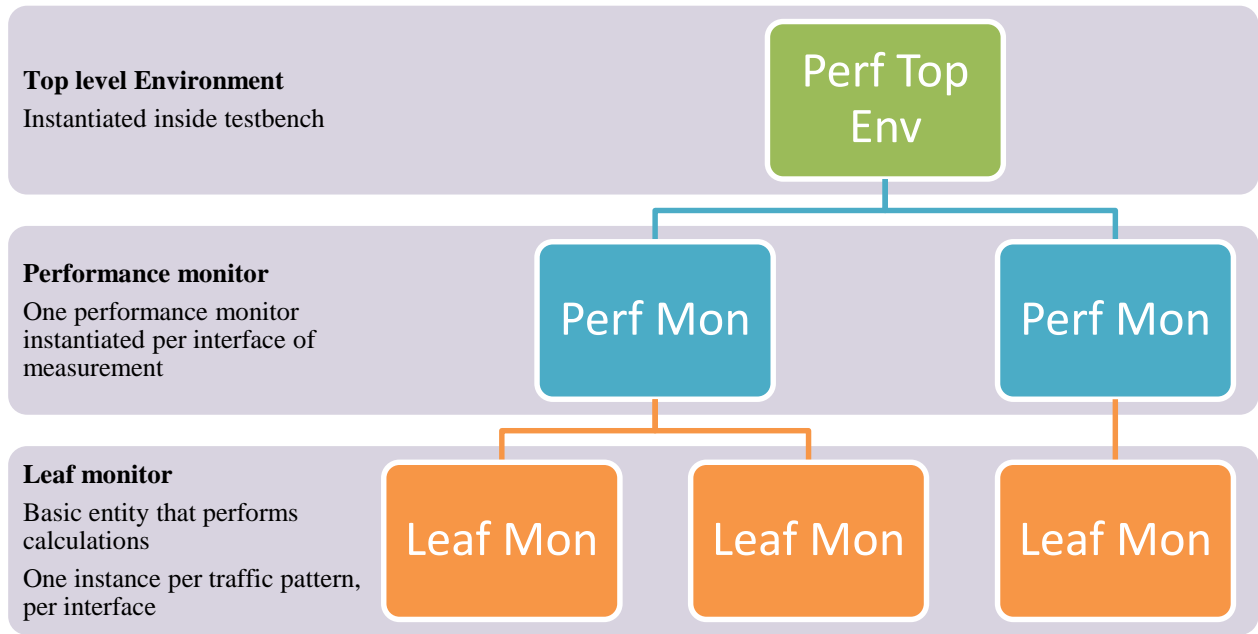 Top level Environment
Instantiated inside testbench
Perf Top
Env
Performance monitor
One performance monitor
instantiated per interface of
measurement
Perf Mon
Perf Mon
Leaf monitor
Basic entity that performs
calculations
One instance per traffic pattern,
per interface
Leaf Mon
Leaf Mon
Leaf Mon